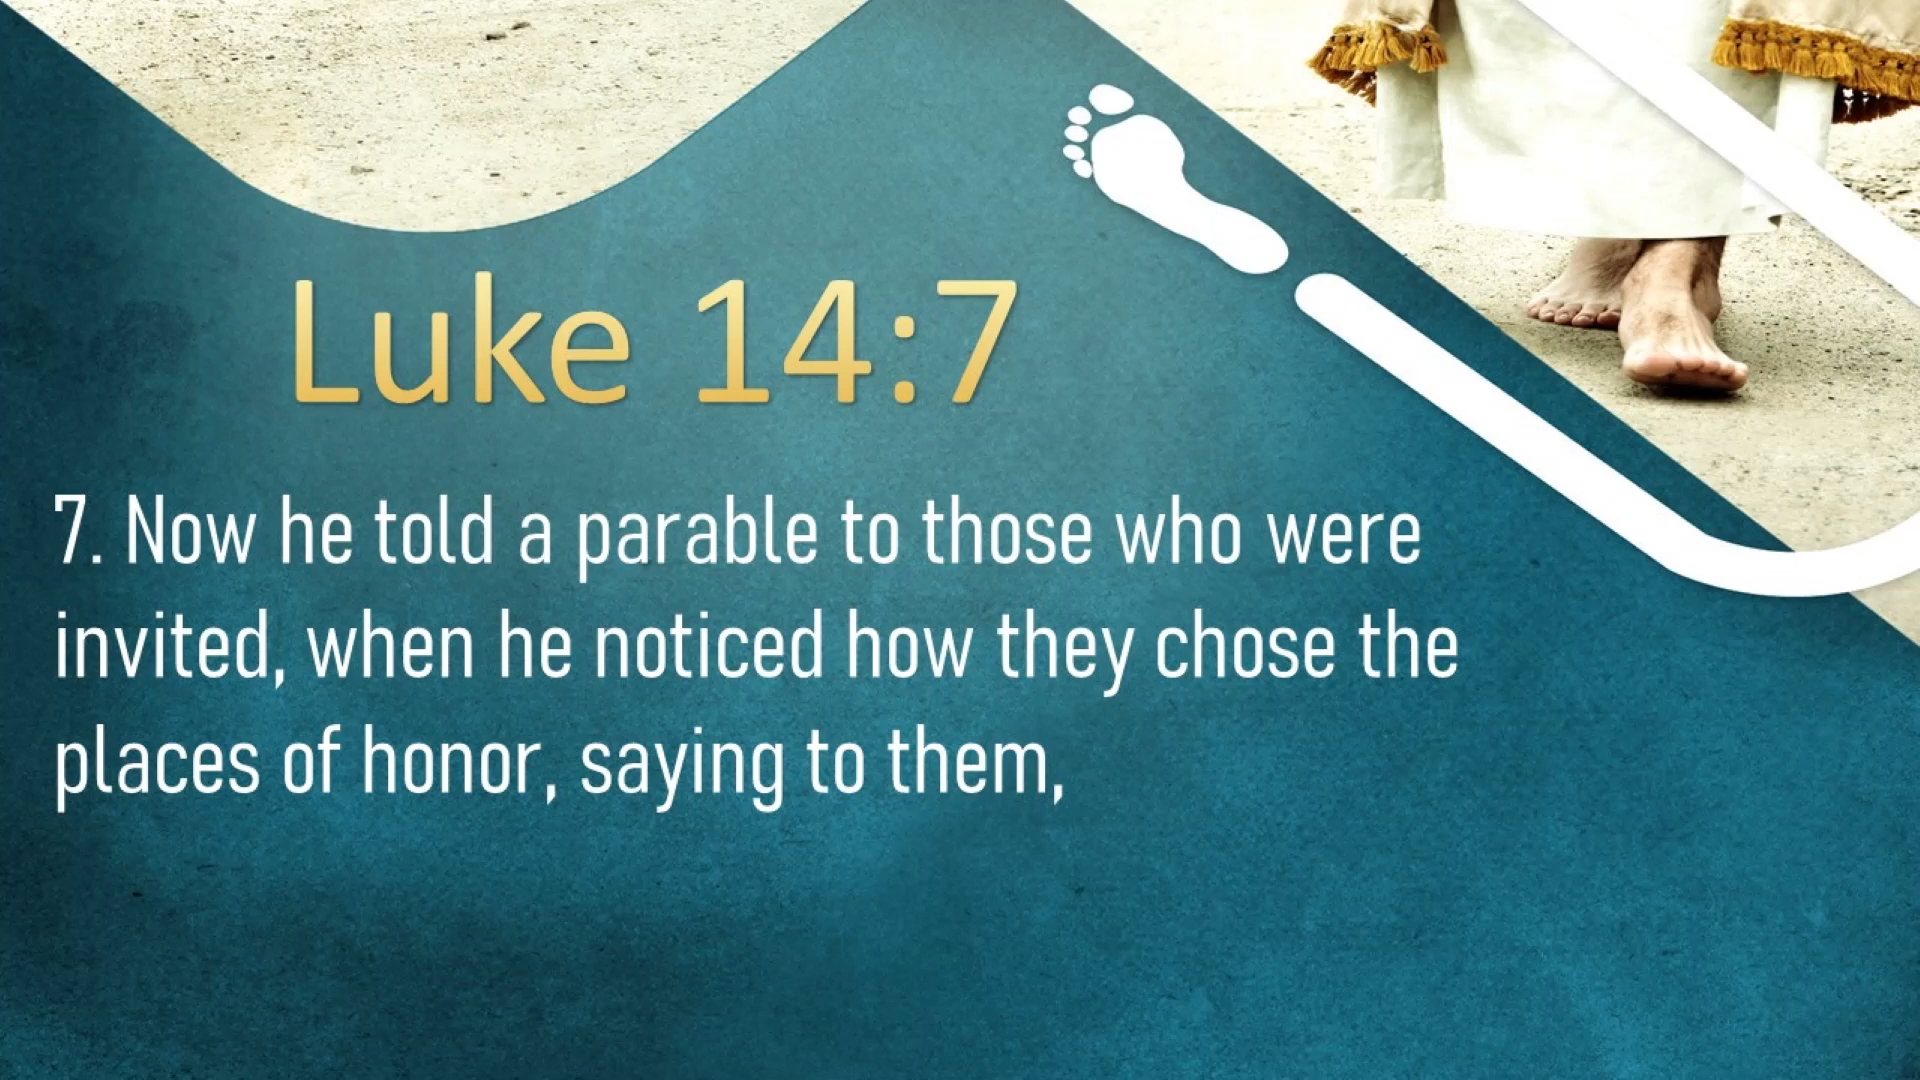 Luke 14:7
7. Now he told a parable to those who were
invited, when he noticed how they chose the
places of honor, saying to them,